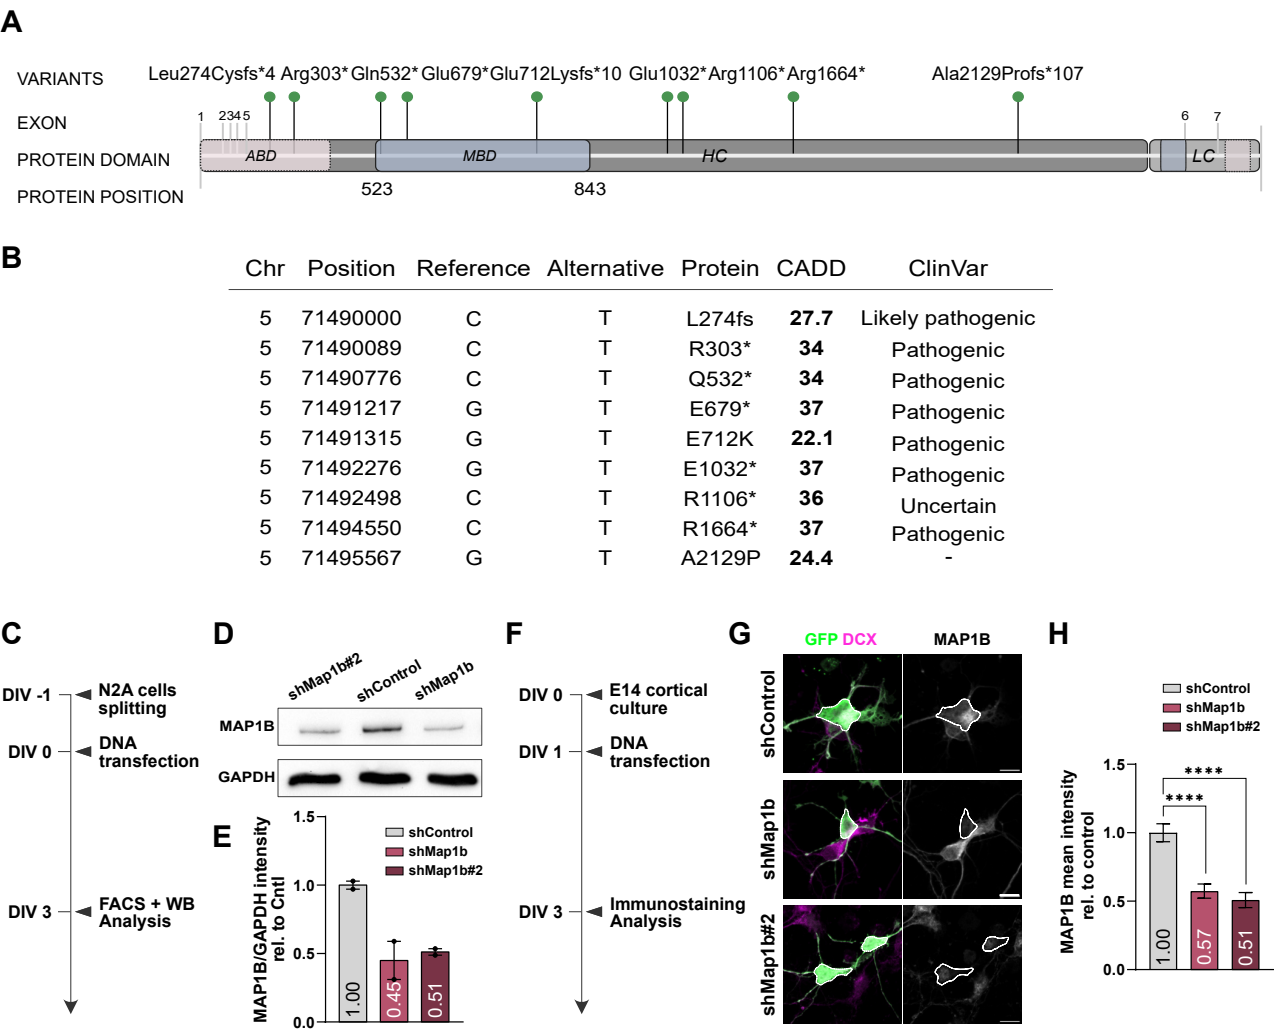 A
VARIANTS Leu274Cysfs*4 Arg303* Gln532* Glu679* Glu712Lysfs*10 Glu1032* Arg1106* Arg1664* Ala2129Profs*107
EXON 1 2 3 4 5 6 7
PROTEIN DOMAIN ABD MBD HC LC
PROTEIN POSITION 523 843
B
Chr Position Reference Alternative Protein CADD ClinVar
5 71490000 C T L274fs 27.7 Likely pathogenic
5 71490089 C T R303* 34 Pathogenic
5 71490776 C T Q532* 34 Pathogenic
5 71491217 G T E679* 37 Pathogenic
5 71491315 G T E712K 22.1 Pathogenic
5 71492276 G T E1032* 37 Pathogenic
5 71492498 C T R1106* 36 Uncertain
5 71494550 C T R1664* 37 Pathogenic
5 71495567 G T A2129P 24.4 -
C
DIV -1 N2A cells
splitting
DIV 0 DNA
transfection
DIV 3 FACS + WB
Analysis
D
shMap1b#2 shControl shMap1b
MAP1B
GAPDH
E
MAP1B/GAPDH intensity
rel. to Cntl
1.5
1.0
0.5
0.0
shControl
shMap1b
shMap1b#2
1.00 0.45 0.51
F
DIV 0 E14 cortical
culture
DIV 1 DNA
transfection
DIV 3 Immunostaining
Analysis
G
GFP DCX MAP1B
shControl
shMap1b
shMap1b#2
H
shControl
shMap1b
shMap1b#2
MAP1B mean intensity
rel. to control
1.5
1.0
0.5
0.0
****
****
1.00 0.57 0.51